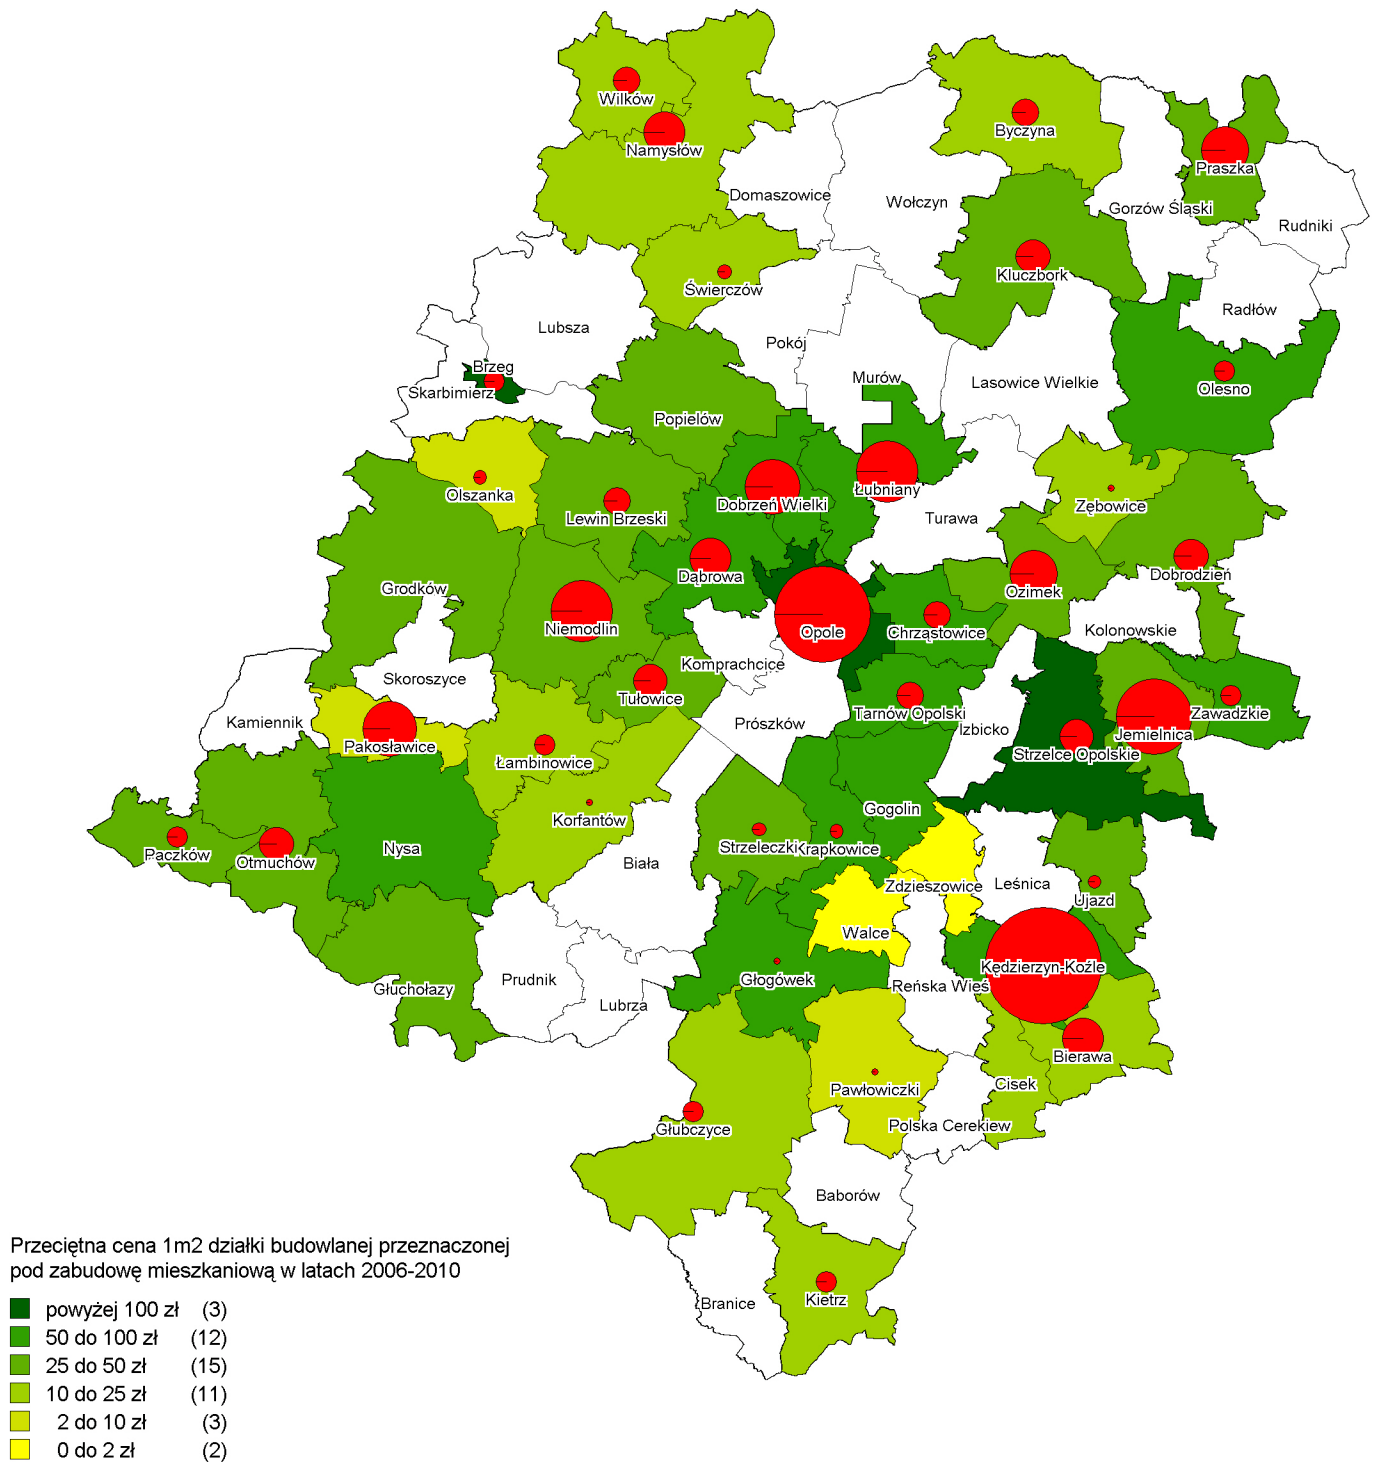 Wilków
Namysłów
Byczyna
Praszka
Domaszowice
Wołczyn
Gorzów Śląski
Rudniki
Kluczbork
Świerczów
Radłów
Lubsza
Pokój
Brzeg
Murów
Lasowice Wielkie
Olesno
Skarbimierz
Popielów
Olszanka
Łubniany
Dobrzeń Wielki
Zębowice
Lewin Brzeski
Turawa
Dąbrowa
Dobrodzień
Grodków
Ozimek
Niemodlin
Opole
Chrząstowice
Kolonowskie
Komprachcice
Skoroszyce
Tułowice
Tarnów Opolski
Zawadzkie
Kamiennik
Prószków
Izbicko
Jemielnica
Pakosławice
Strzelce Opolskie
Łambinowice
Gogolin
Korfantów
Paczków
Nysa
Strzeleczki
Krapkowice
Otmuchów
Biała
Zdzieszowice
Leśnica
Ujazd
Walce
Kędzierzyn-Koźle
Prudnik
Głogówek
Reńska Wieś
Głuchołazy
Lubrza
Bierawa
Cisek
Pawłowiczki
Głubczyce
Polska Cerekiew
Baborów
Branice
Kietrz
Przeciętna cena 1m2 działki budowlanej przeznaczonej
pod zabudowę mieszkaniową w latach 2006-2010
powyżej 100 zł (3)
50 do 100 zł (12)
25 do 50 zł (15)
10 do 25 zł (11)
2 do 10 zł (3)
0 do 2 zł (2)